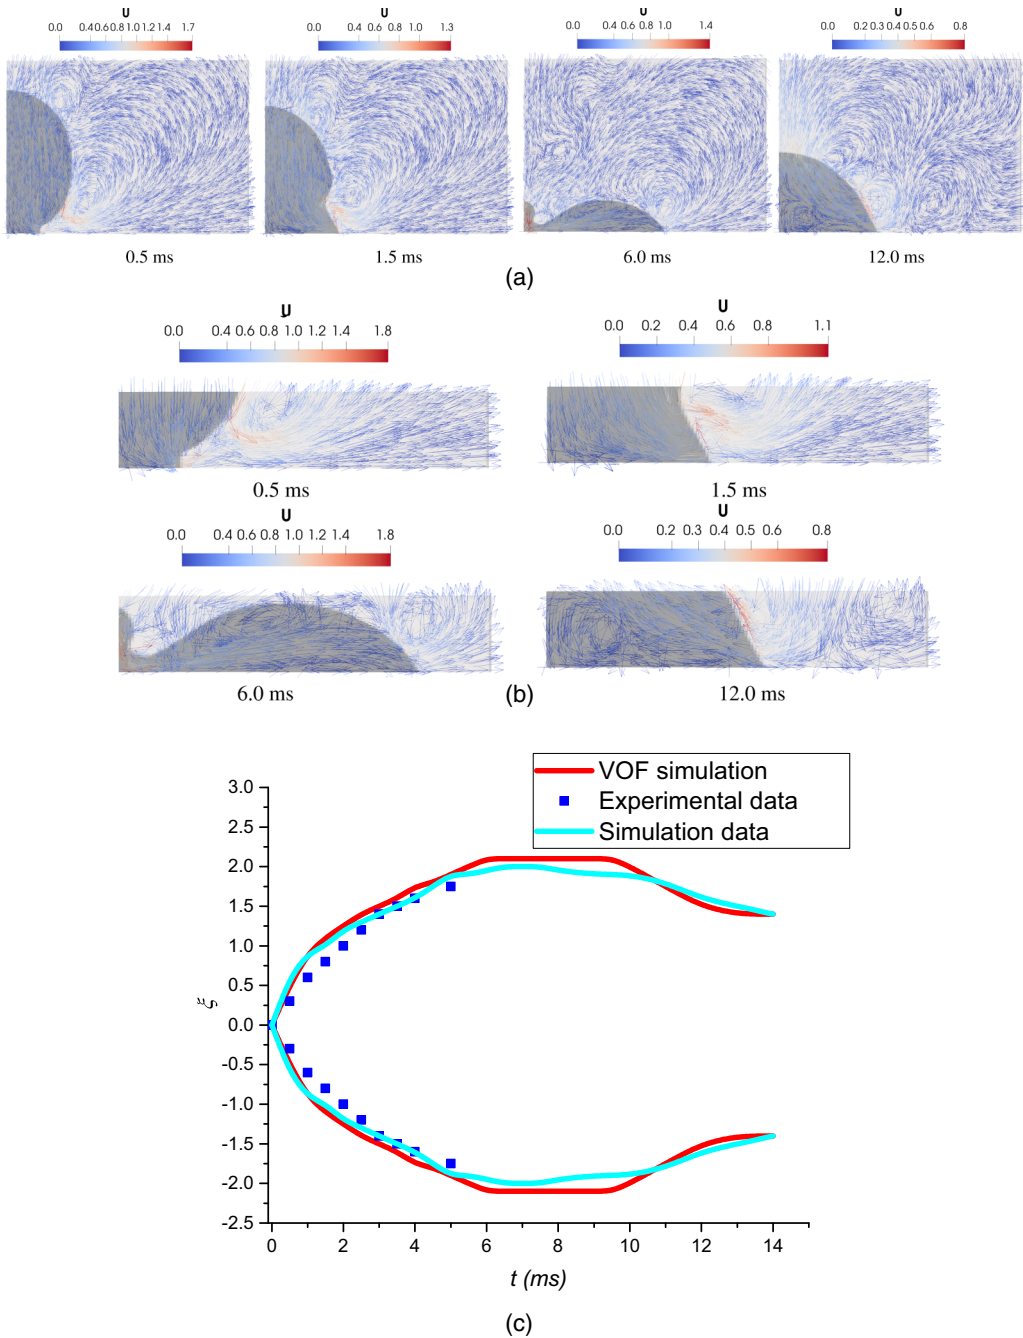 U U U U
0.0 0.4 0.6 0.8 1.0 1.2 1.4 1.7 0.0 0.4 0.6 0.8 1.0 1.3 0.0 0.4 0.6 0.8 1.0 1.4 0.0 0.2 0.3 0.4 0.5 0.6 0.8
0.5 ms 1.5 ms 6.0 ms 12.0 ms
(a)
U U
0.0 0.4 0.6 0.8 1.0 1.2 1.4 1.8 0.0 0.2 0.4 0.6 0.8 1.1
0.5 ms 1.5 ms
U U
0.0 0.4 0.6 0.8 1.0 1.2 1.4 1.8 0.0 0.2 0.3 0.4 0.5 0.6 0.8
6.0 ms 12.0 ms
(b)
VOF simulation
Experimental data
Simulation data
3.0
2.5
2.0
1.5
1.0
0.5
0.0
-0.5
-1.0
-1.5
-2.0
-2.5
ξ
0 2 4 6 8 10 12 14
t (ms)
(c)